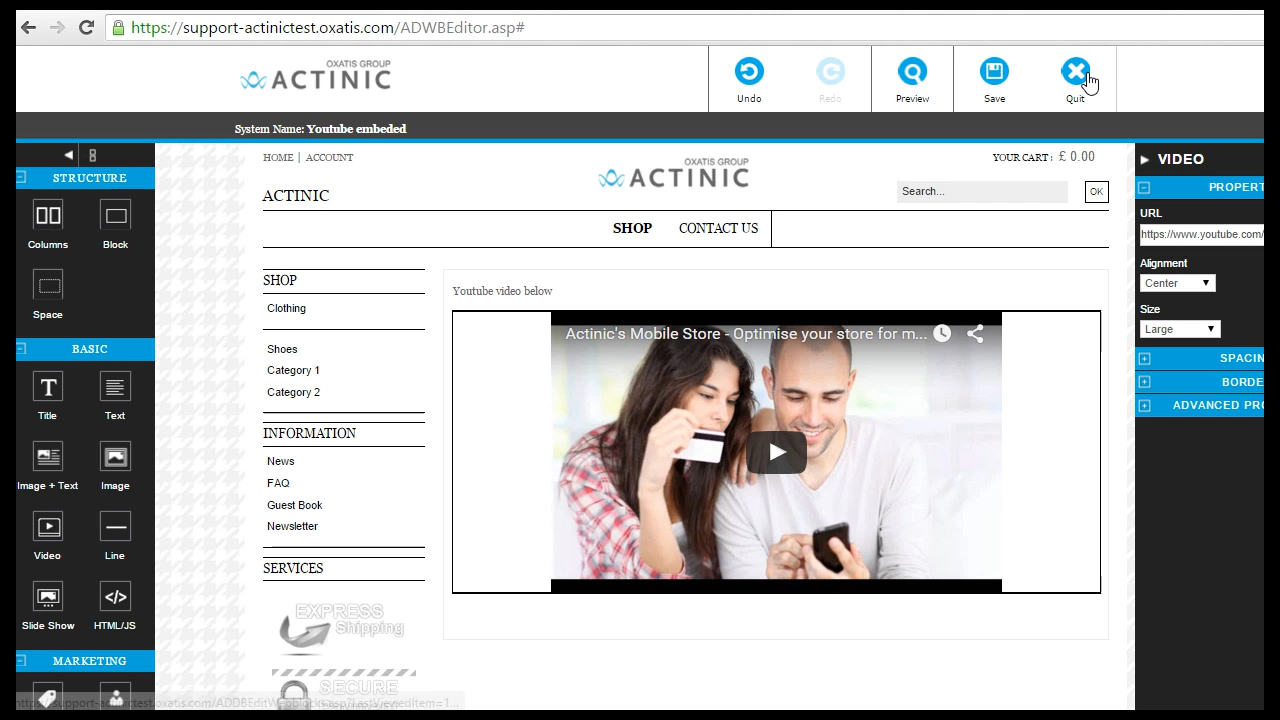 https://support-actinictest.oxatis.com/ADWBEditor.asp#
OXATIS GROUP
ACTINIC
Undo
Redo
Preview
Save
Quit
System Name: Youtube embeded
STRUCTURE
Columns
Block
Space
BASIC
Title
Text
Image + Text
Image
Video
Line
Slide Show
HTML/JS
MARKETING
HOME | ACCOUNT
OXATIS GROUP
ACTINIC
YOUR CART : £ 0.00
ACTINIC
Search...
OK
SHOP
CONTACT US
SHOP
Clothing
Shoes
Category 1
Category 2
INFORMATION
News
FAQ
Guest Book
Newsletter
SERVICES
EXPRESS
Shipping
SECURE
Youtube video below
Actinic's Mobile Store - Optimise your store for m...
VIDEO
PROPERT
URL
https://www.youtube.com/
Alignment
Center
Size
Large
SPACIN
BORDE
ADVANCED PRO